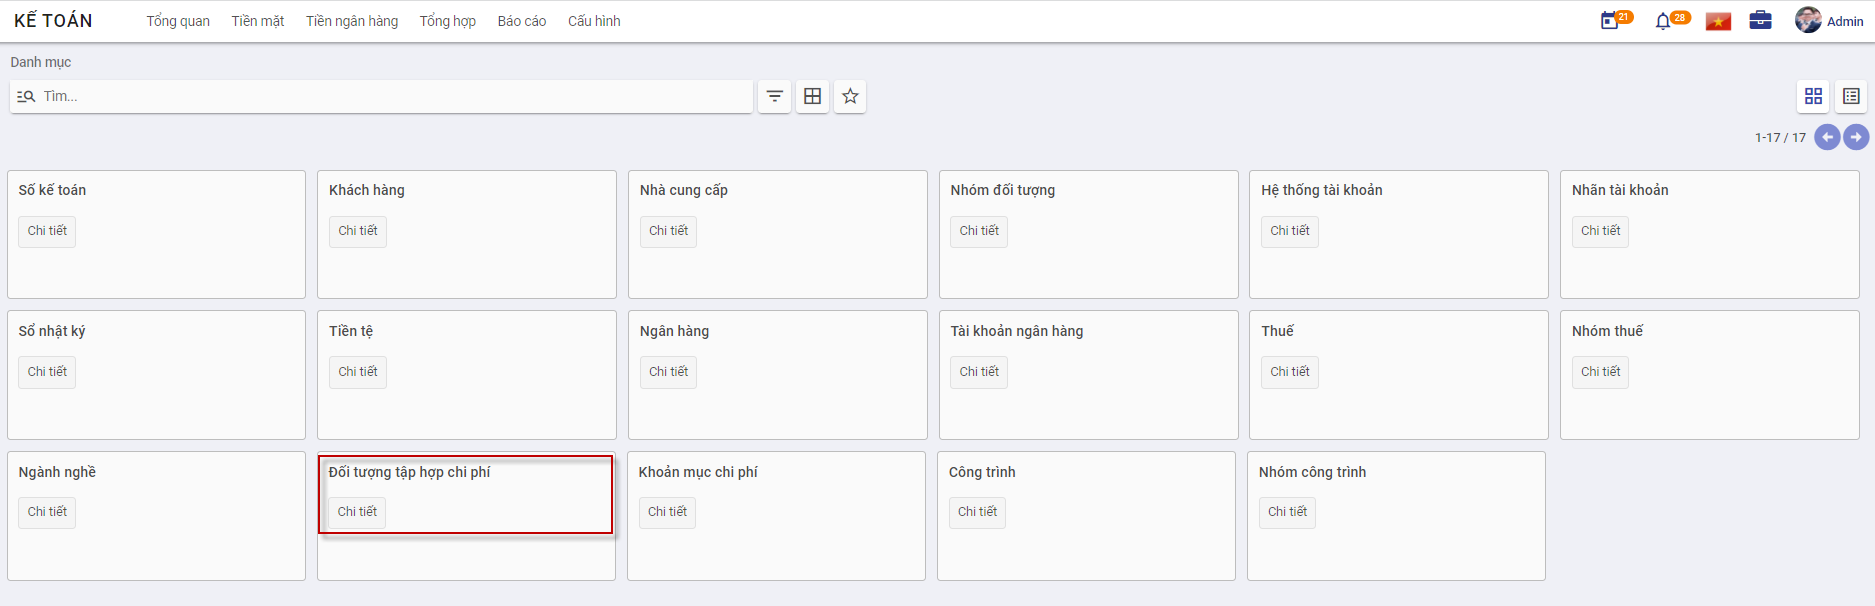 KẾ TOÁN Tổng quan Tiền mặt Tiền ngân hàng Tổng hợp Báo cáo Cấu hình 21 28 Admin
Danh mục
Tìm...
1-17 / 17
Số kế toán Khách hàng Nhà cung cấp Nhóm đối tượng Hệ thống tài khoản Nhãn tài khoản
Chi tiết Chi tiết Chi tiết Chi tiết Chi tiết Chi tiết
Sổ nhật ký Tiền tệ Ngân hàng Tài khoản ngân hàng Thuế Nhóm thuế
Chi tiết Chi tiết Chi tiết Chi tiết Chi tiết Chi tiết
Ngành nghề Đối tượng tập hợp chi phí Khoản mục chi phí Công trình Nhóm công trình
Chi tiết Chi tiết Chi tiết Chi tiết Chi tiết